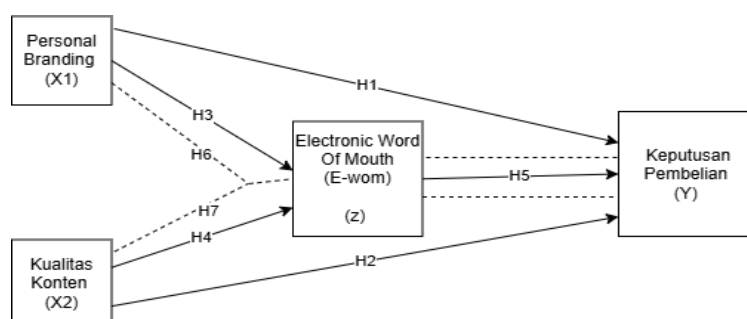 Personal
Branding
(X1)
H1
H3
H6
Electronic Word
Of Mouth
(E-wom)
(z)
H5
Keputusan
Pembelian
(Y)
H7
H4
H2
Kualitas
Konten
(X2)